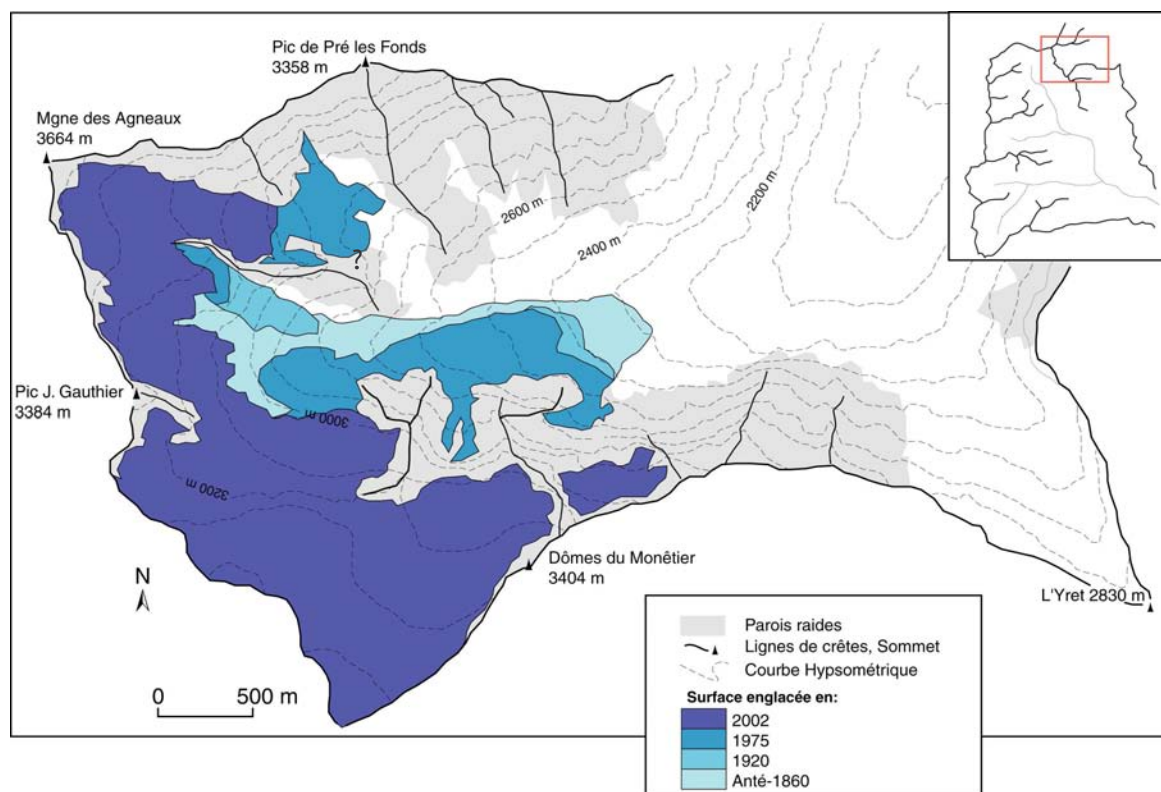 Pic de Pré les Fonds
3358 m
Mgne des Agneaux
3664 m
2600 m
2400 m
2200 m
?
Pic J. Gauthier
3384 m
3000 m
3200 m
Dômes du Monêtier
3404 m
N
L'Yret 2830 m
0 500 m
Parois raides
Lignes de crêtes, Sommet
Courbe Hypsométrique
Surface englacée en:
2002
1975
1920
Anté-1860